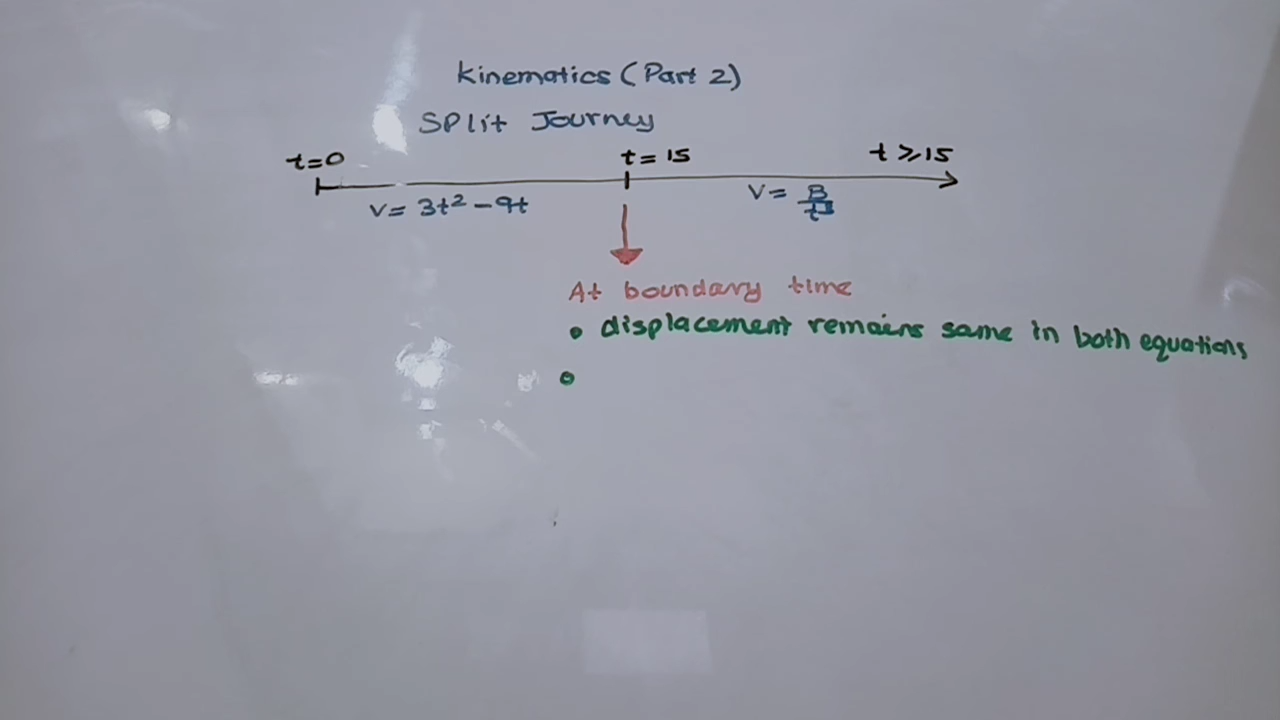 Kinematics (Part 2)
Split Journey
t=0 t=15 t⩾15
v= 3t²-9t v= B/t³
At boundary time
• displacement remains same in both equations
•